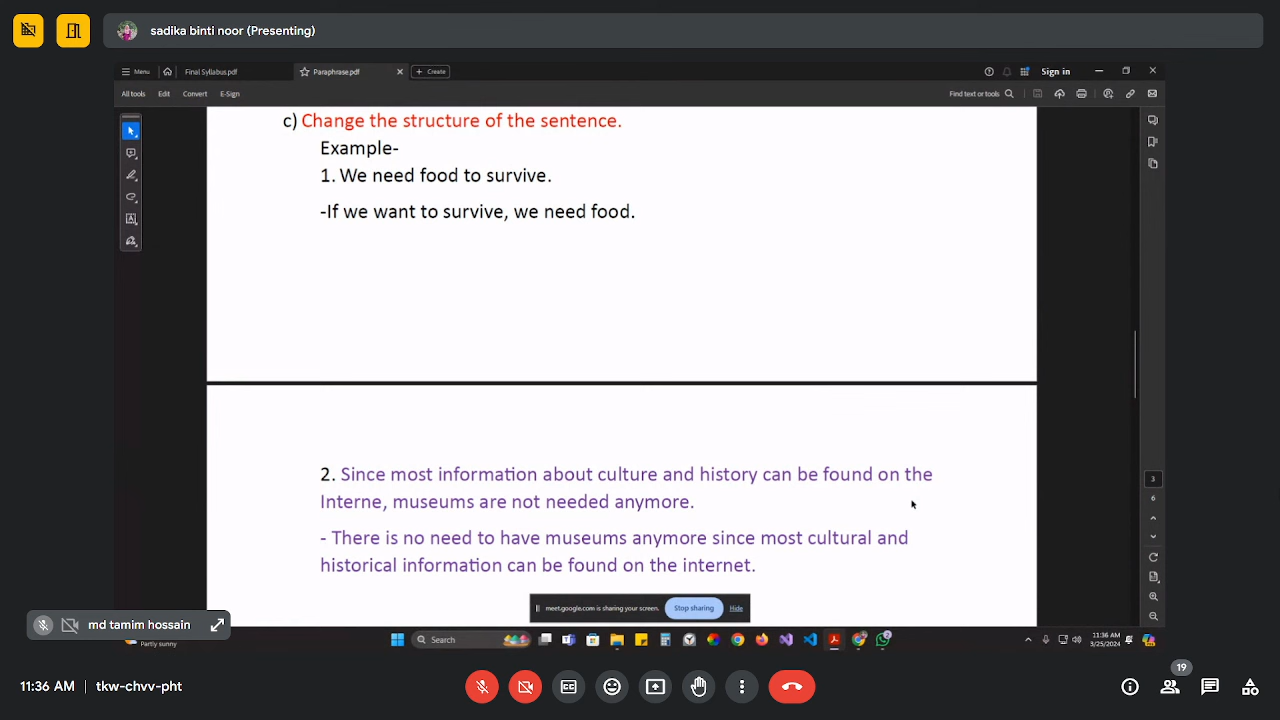 sadika binti noor (Presenting)
Menu
Final Syllabus.pdf
Paraphrase.pdf
Create
Sign in
All tools
Edit
Convert
E-Sign
Find text or tools
c) Change the structure of the sentence.
Example-
1. We need food to survive.
-If we want to survive, we need food.
2. Since most information about culture and history can be found on the
Interne, museums are not needed anymore.
- There is no need to have museums anymore since most cultural and
historical information can be found on the internet.
3
6
meet.google.com is sharing your screen.
Stop sharing
Hide
md tamim hossain
Partly sunny
Search
11:36 AM
5/25/2024
19
11:36 AM | tkw-chvv-pht